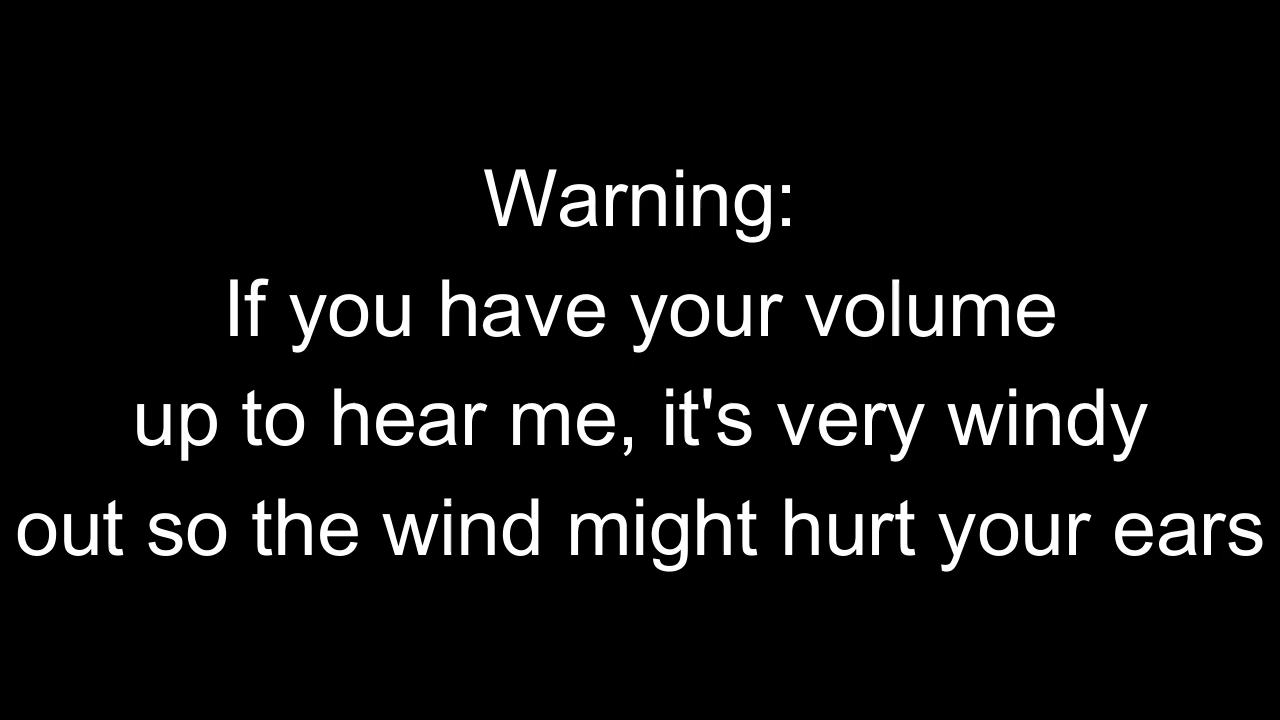 Warning:
If you have your volume
up to hear me, it's very windy
out so the wind might hurt your ears